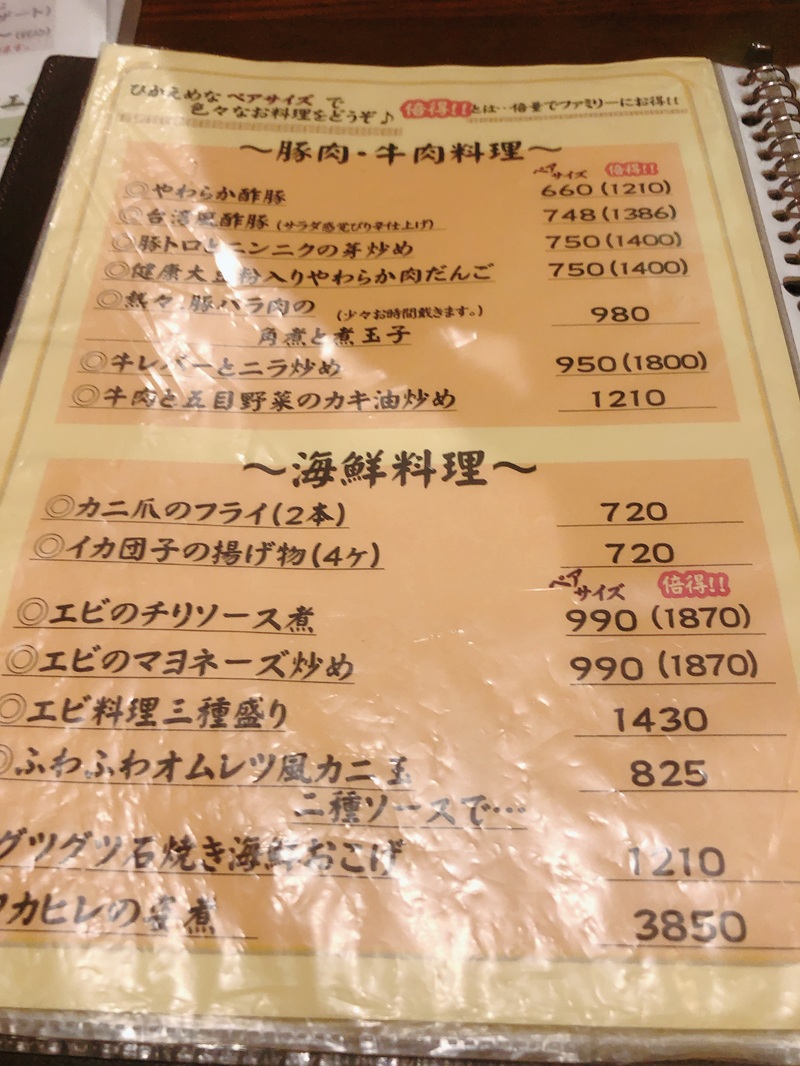 ひかえめな ペアサイズ で
色々なお料理をどうぞ♪ 倍得!!とは‥倍量でファミリーにお得!!
～豚肉・牛肉料理～
ペアサイズ 倍得!!
◎やわらか酢豚 660(1210)
◎台湾風酢豚(サラダ感覚ぴり辛仕上げ) 748(1386)
◎豚トロとニンニクの芽炒め 750(1400)
◎健康大豆粉入りやわらか肉だんご 750(1400)
◎熱々、豚バラ肉の (少々お時間戴きます。) 980
角煮と煮玉子
◎牛レバーとニラ炒め 950(1800)
◎牛肉と五目野菜のカキ油炒め 1210
～海鮮料理～
◎カニ爪のフライ(2本) 720
◎イカ団子の揚げ物(4ヶ) 720
ペアサイズ 倍得!!
◎エビのチリソース煮 990(1870)
◎エビのマヨネーズ炒め 990(1870)
◎エビ料理三種盛り 1430
◎ふわふわオムレツ風カニ玉 825
二種ソースで…
グツグツ石焼き海鮮おこげ 1210
フカヒレの姿煮 3850